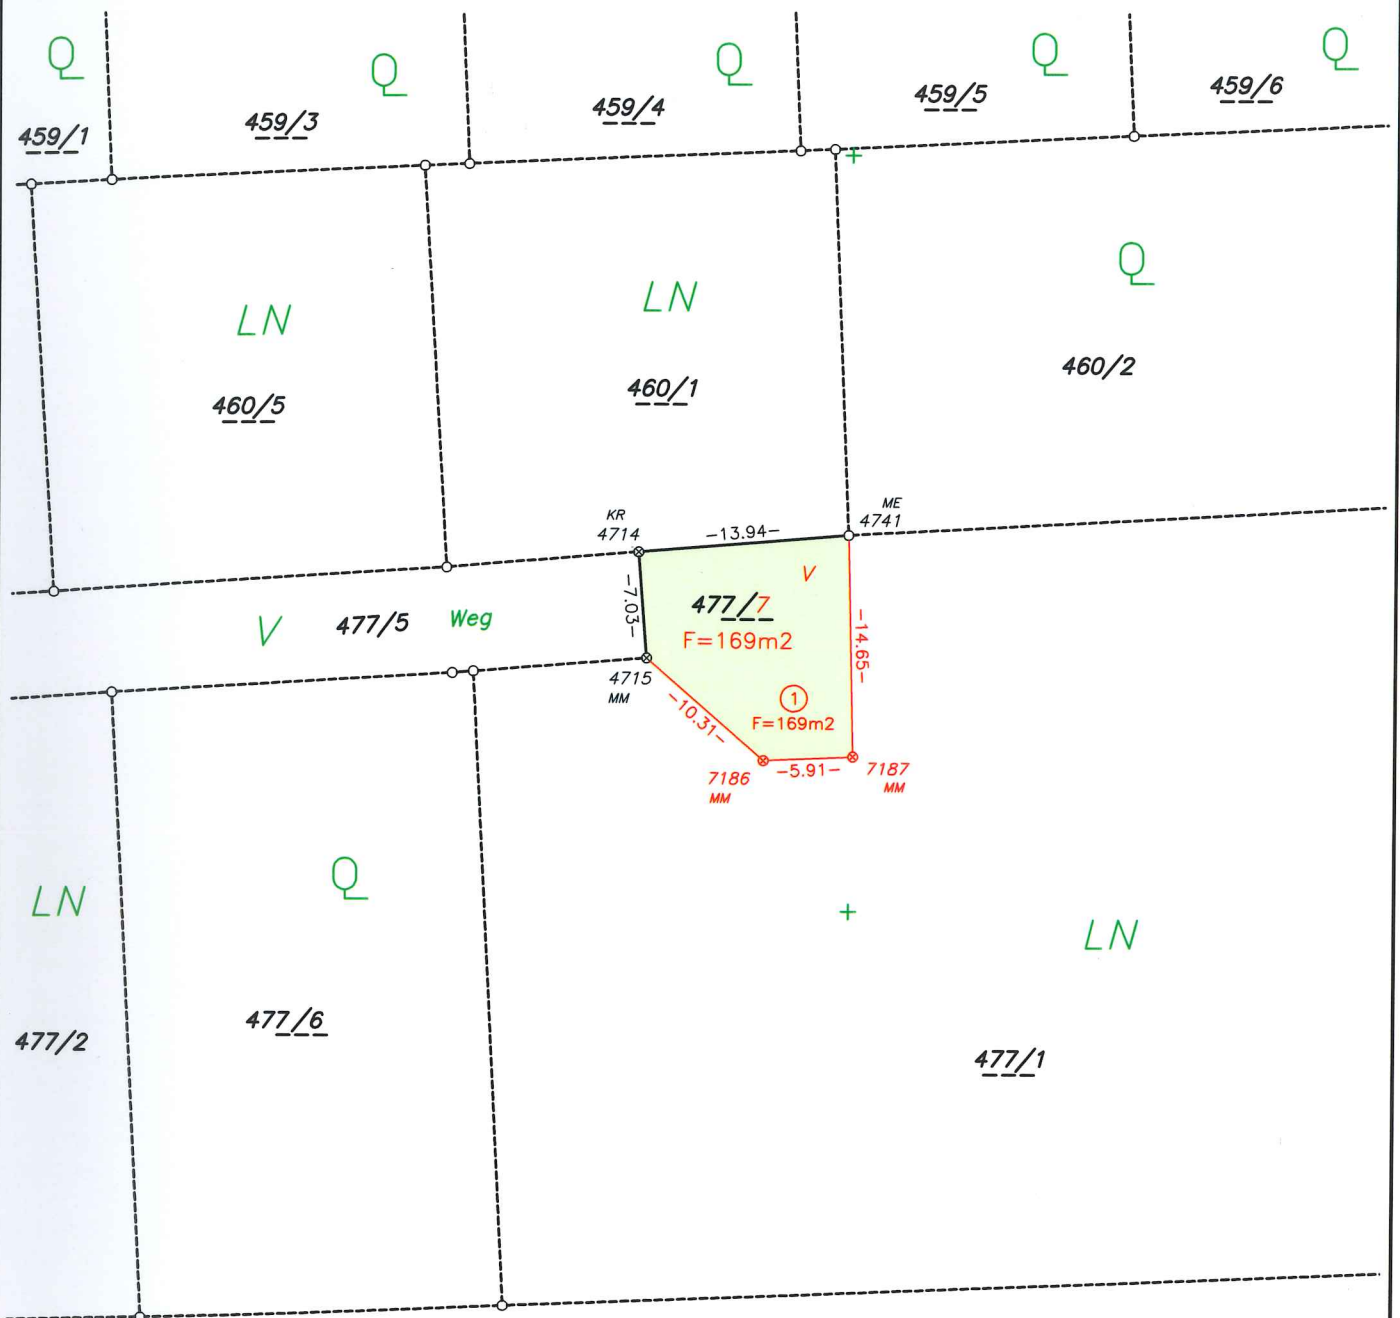 Q
Q
Q
Q
Q
459/1
459/3
459/4
459/5
459/6
LN
460/5
LN
460/1
Q
460/2
KR
4714
-13.94-
ME
4741
V
477/5
Weg
-7.03-
477/7
V
F=169m2
-14.65-
4715
MM
-10.31-
1
F=169m2
7186
MM
-5.91-
7187
MM
LN
477/2
Q
477/6
LN
477/1